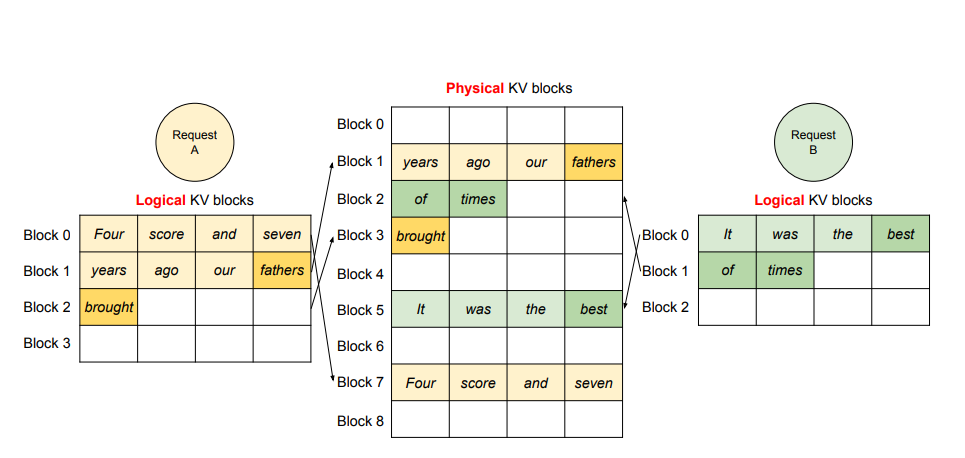 Physical KV blocks
Request
A
Logical KV blocks
Block 0 Four score and seven
Block 1 years ago our fathers
Block 2 brought
Block 3
Block 0
Block 1 years ago our fathers
Block 2 of times
Block 3 brought
Block 4
Block 5 It was the best
Block 6
Block 7 Four score and seven
Block 8
Request
B
Logical KV blocks
Block 0 It was the best
Block 1 of times
Block 2